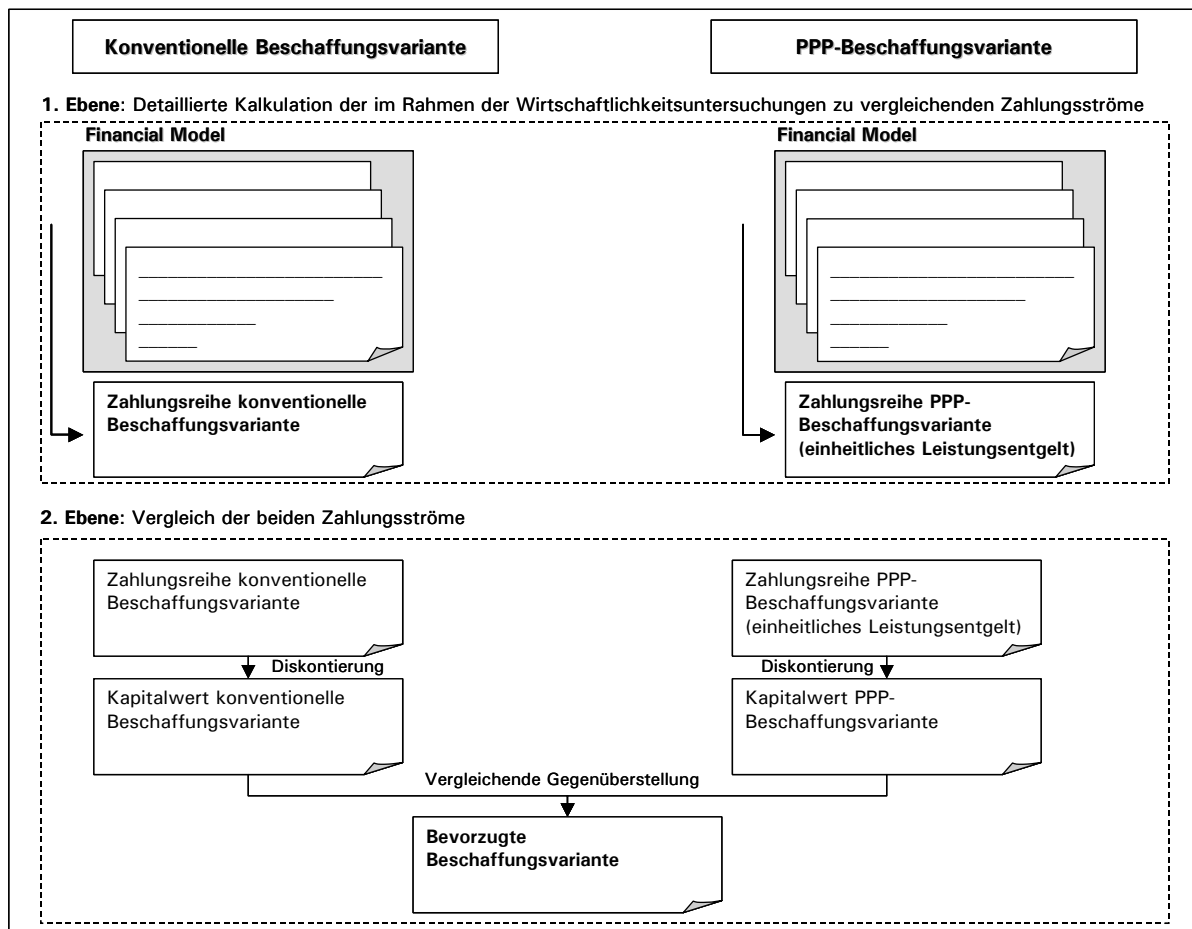 Konventionelle Beschaffungsvariante
PPP-Beschaffungsvariante
1. Ebene: Detaillierte Kalkulation der im Rahmen der Wirtschaftlichkeitsuntersuchungen zu vergleichenden Zahlungsströme
Financial Model
Financial Model
Zahlungsreihe konventionelle
Beschaffungsvariante
Zahlungsreihe PPP-
Beschaffungsvariante
(einheitliches Leistungsentgelt)
2. Ebene: Vergleich der beiden Zahlungsströme
Zahlungsreihe konventionelle
Beschaffungsvariante
Zahlungsreihe PPP-
Beschaffungsvariante
(einheitliches Leistungsentgelt)
Diskontierung
Diskontierung
Kapitalwert konventionelle
Beschaffungsvariante
Kapitalwert PPP-
Beschaffungsvariante
Vergleichende Gegenüberstellung
Bevorzugte
Beschaffungsvariante